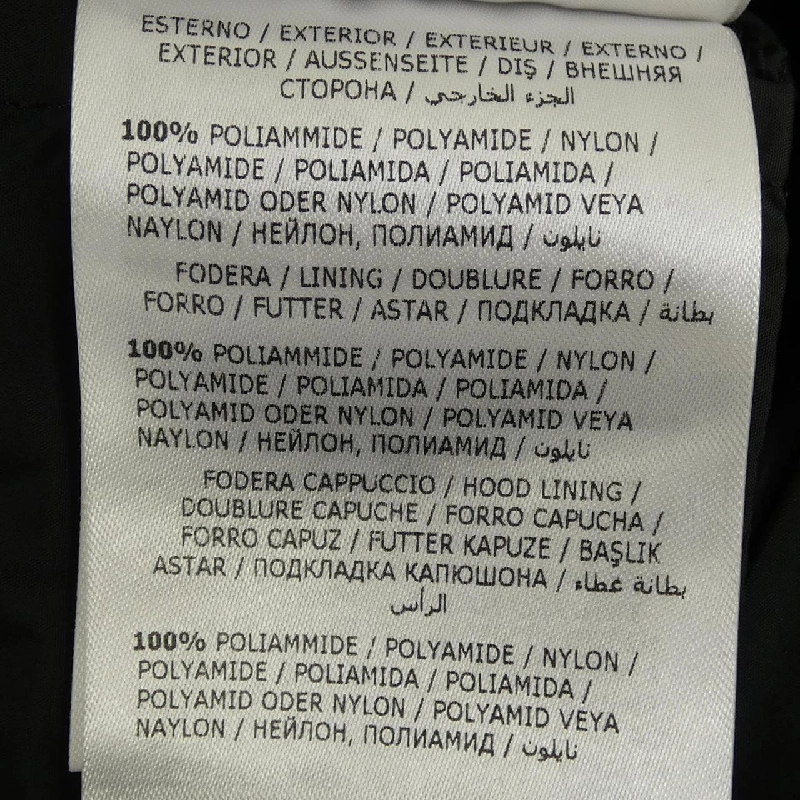 ESTERNO / EXTERIOR / EXTERIEUR / EXTERNO /
EXTERIOR / AUSSENSEITE / DIŞ / ВНЕШНЯЯ
СТОРОНА / الجزء الخارجي
100% POLIAMMIDE / POLYAMIDE / NYLON /
POLYAMIDE / POLIAMIDA / POLIAMIDA /
POLYAMID ODER NYLON / POLYAMID VEYA
NAYLON / НЕЙЛОН, ПОЛИАМИД / نايلون
FODERA / LINING / DOUBLURE / FORRO /
FORRO / FUTTER / ASTAR / ПОДКЛАДКА / بطانة
100% POLIAMMIDE / POLYAMIDE / NYLON /
POLYAMIDE / POLIAMIDA / POLIAMIDA /
POLYAMID ODER NYLON / POLYAMID VEYA
NAYLON / НЕЙЛОН, ПОЛИАМИД / نايلون
FODERA CAPPUCCIO / HOOD LINING /
DOUBLURE CAPUCHE / FORRO CAPUCHA /
FORRO CAPUZ / FUTTER KAPUZE / BAŞLIK
ASTAR / ПОДКЛАДКА КАПЮШОНА / بطانة غطاء
الرأس
100% POLIAMMIDE / POLYAMIDE / NYLON /
POLYAMIDE / POLIAMIDA / POLIAMIDA /
POLYAMID ODER NYLON / POLYAMID VEYA
NAYLON / НЕЙЛОН, ПОЛИАМИД / نايلون